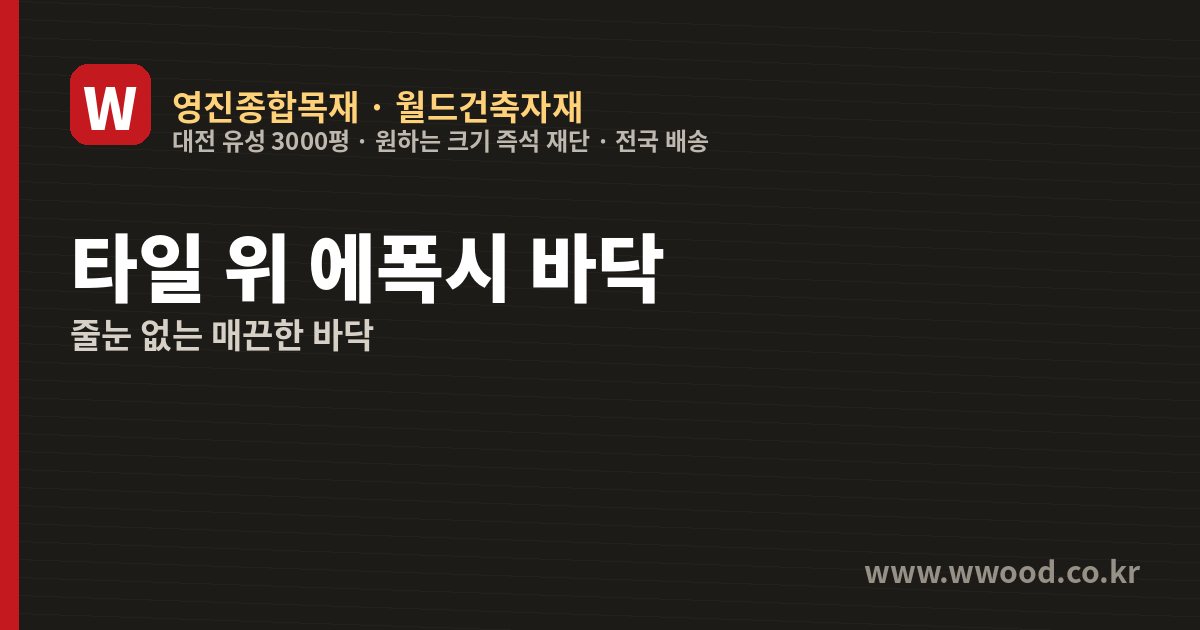 W
영진종합목재 · 월드건축자재
대전 유성 3000평 · 원하는 크기 즉석 재단 · 전국 배송
타일 위 에폭시 바닥
줄눈 없는 매끈한 바닥
www.wwood.co.kr